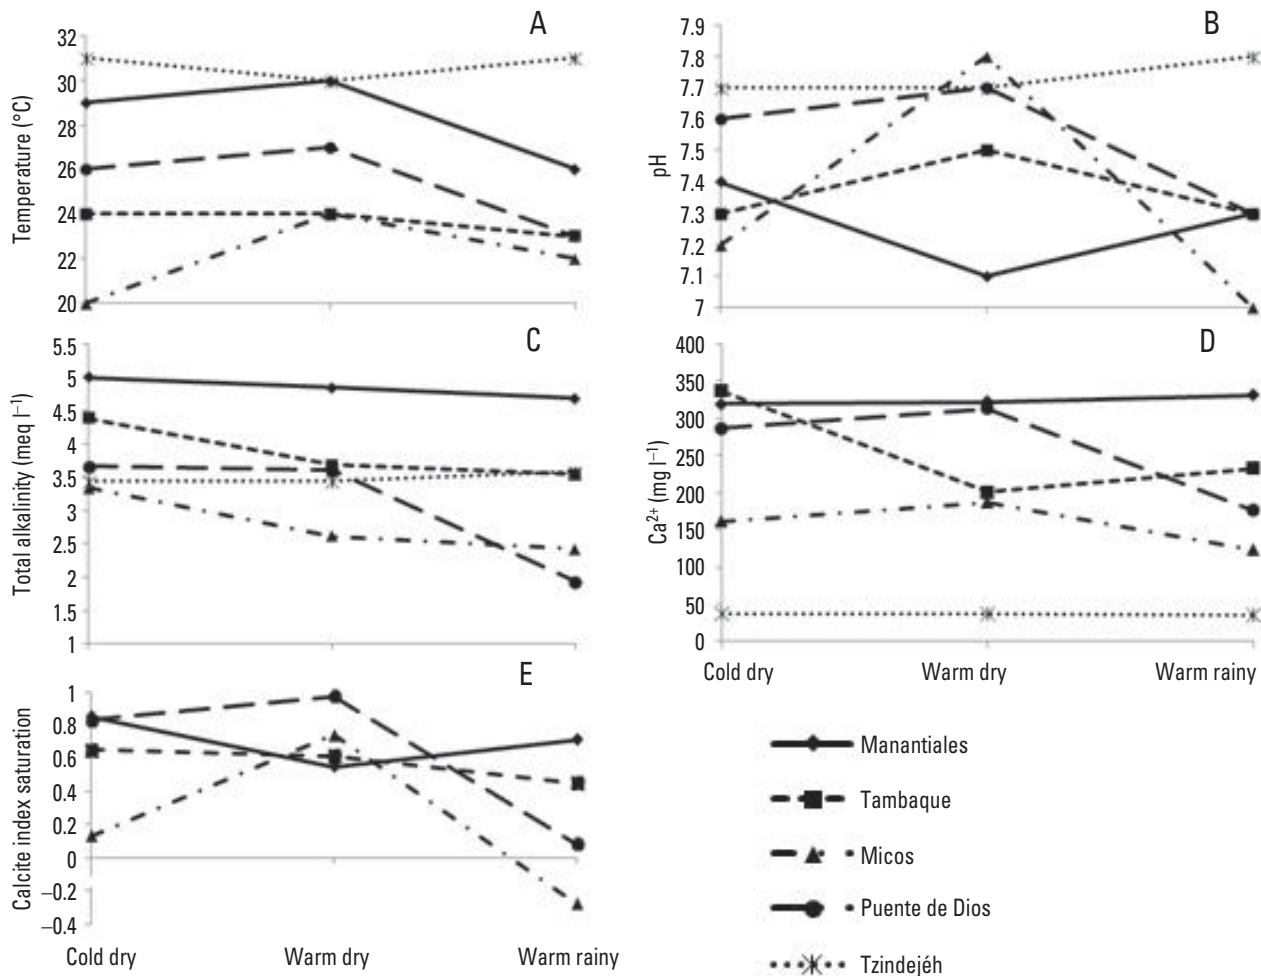 A
32
30
28
26
24
22
20
Temperature (°C)
B
7.9
7.8
7.7
7.6
7.5
7.4
7.3
7.2
7.1
7
pH
C
5.5
5
4.5
4
3.5
3
2.5
2
1.5
1
Total alkalinity (meq l⁻¹)
D
400
350
300
250
200
150
100
50
0
Ca²⁺ (mg l⁻¹)
Cold dry Warm dry Warm rainy
E
1
0.8
0.6
0.4
0.2
0
–0.2
–0.4
Calcite index saturation
Cold dry Warm dry Warm rainy
Manantiales
Tambaque
Micos
Puente de Dios
Tzindejéh